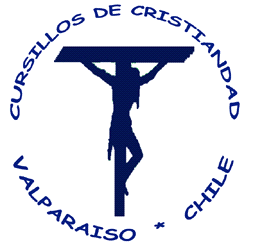 CURSILLOS DE CRISTIANDAD
VALPARAISO * CHILE